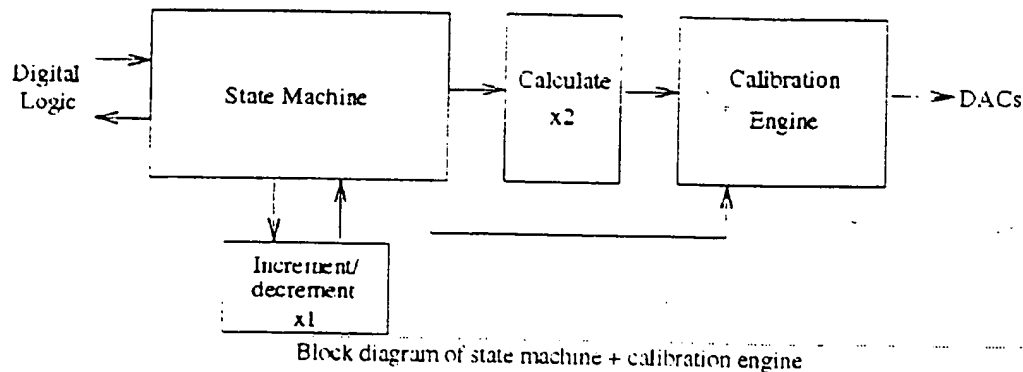 Digital
Logic
State Machine
Calculate
x2
Calibration
Engine
DACs
Increment/
decrement
x1
Block diagram of state machine + calibration engine